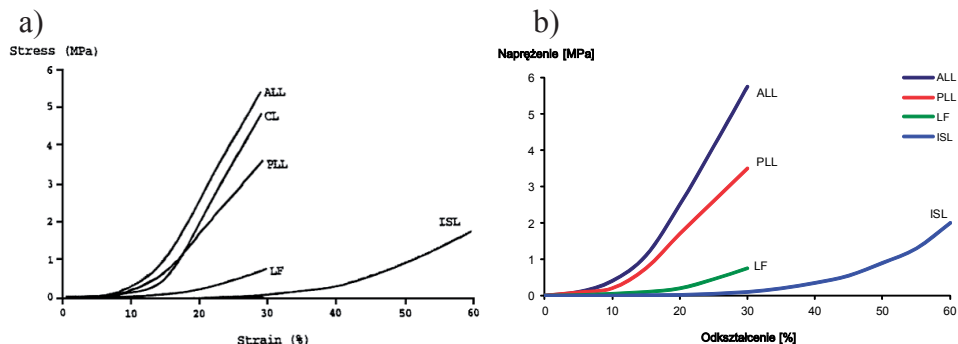 a)
Stress (MPa)
6
5
4
3
2
1
0
ALL
CL
PLL
LF
ISL
0 10 20 30 40 50 60
Strain (%)
b)
Naprężenie [MPa]
6
5
4
3
2
1
0
ALL
PLL
LF
ISL
0 10 20 30 40 50 60
Odkształcenie [%]
ALL
PLL
LF
ISL